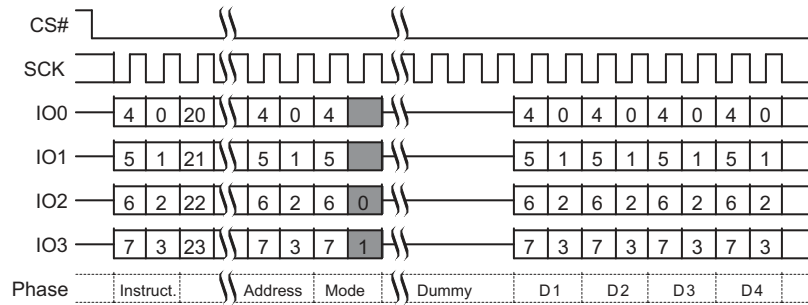 CS#
SCK
IO0 4 0 20 4 0 4 4 0 4 0 4 0 4 0
IO1 5 1 21 5 1 5 5 1 5 1 5 1 5 1
IO2 6 2 22 6 2 6 0 6 2 6 2 6 2 6 2
IO3 7 3 23 7 3 7 1 7 3 7 3 7 3 7 3
Phase Instruct. Address Mode Dummy D1 D2 D3 D4